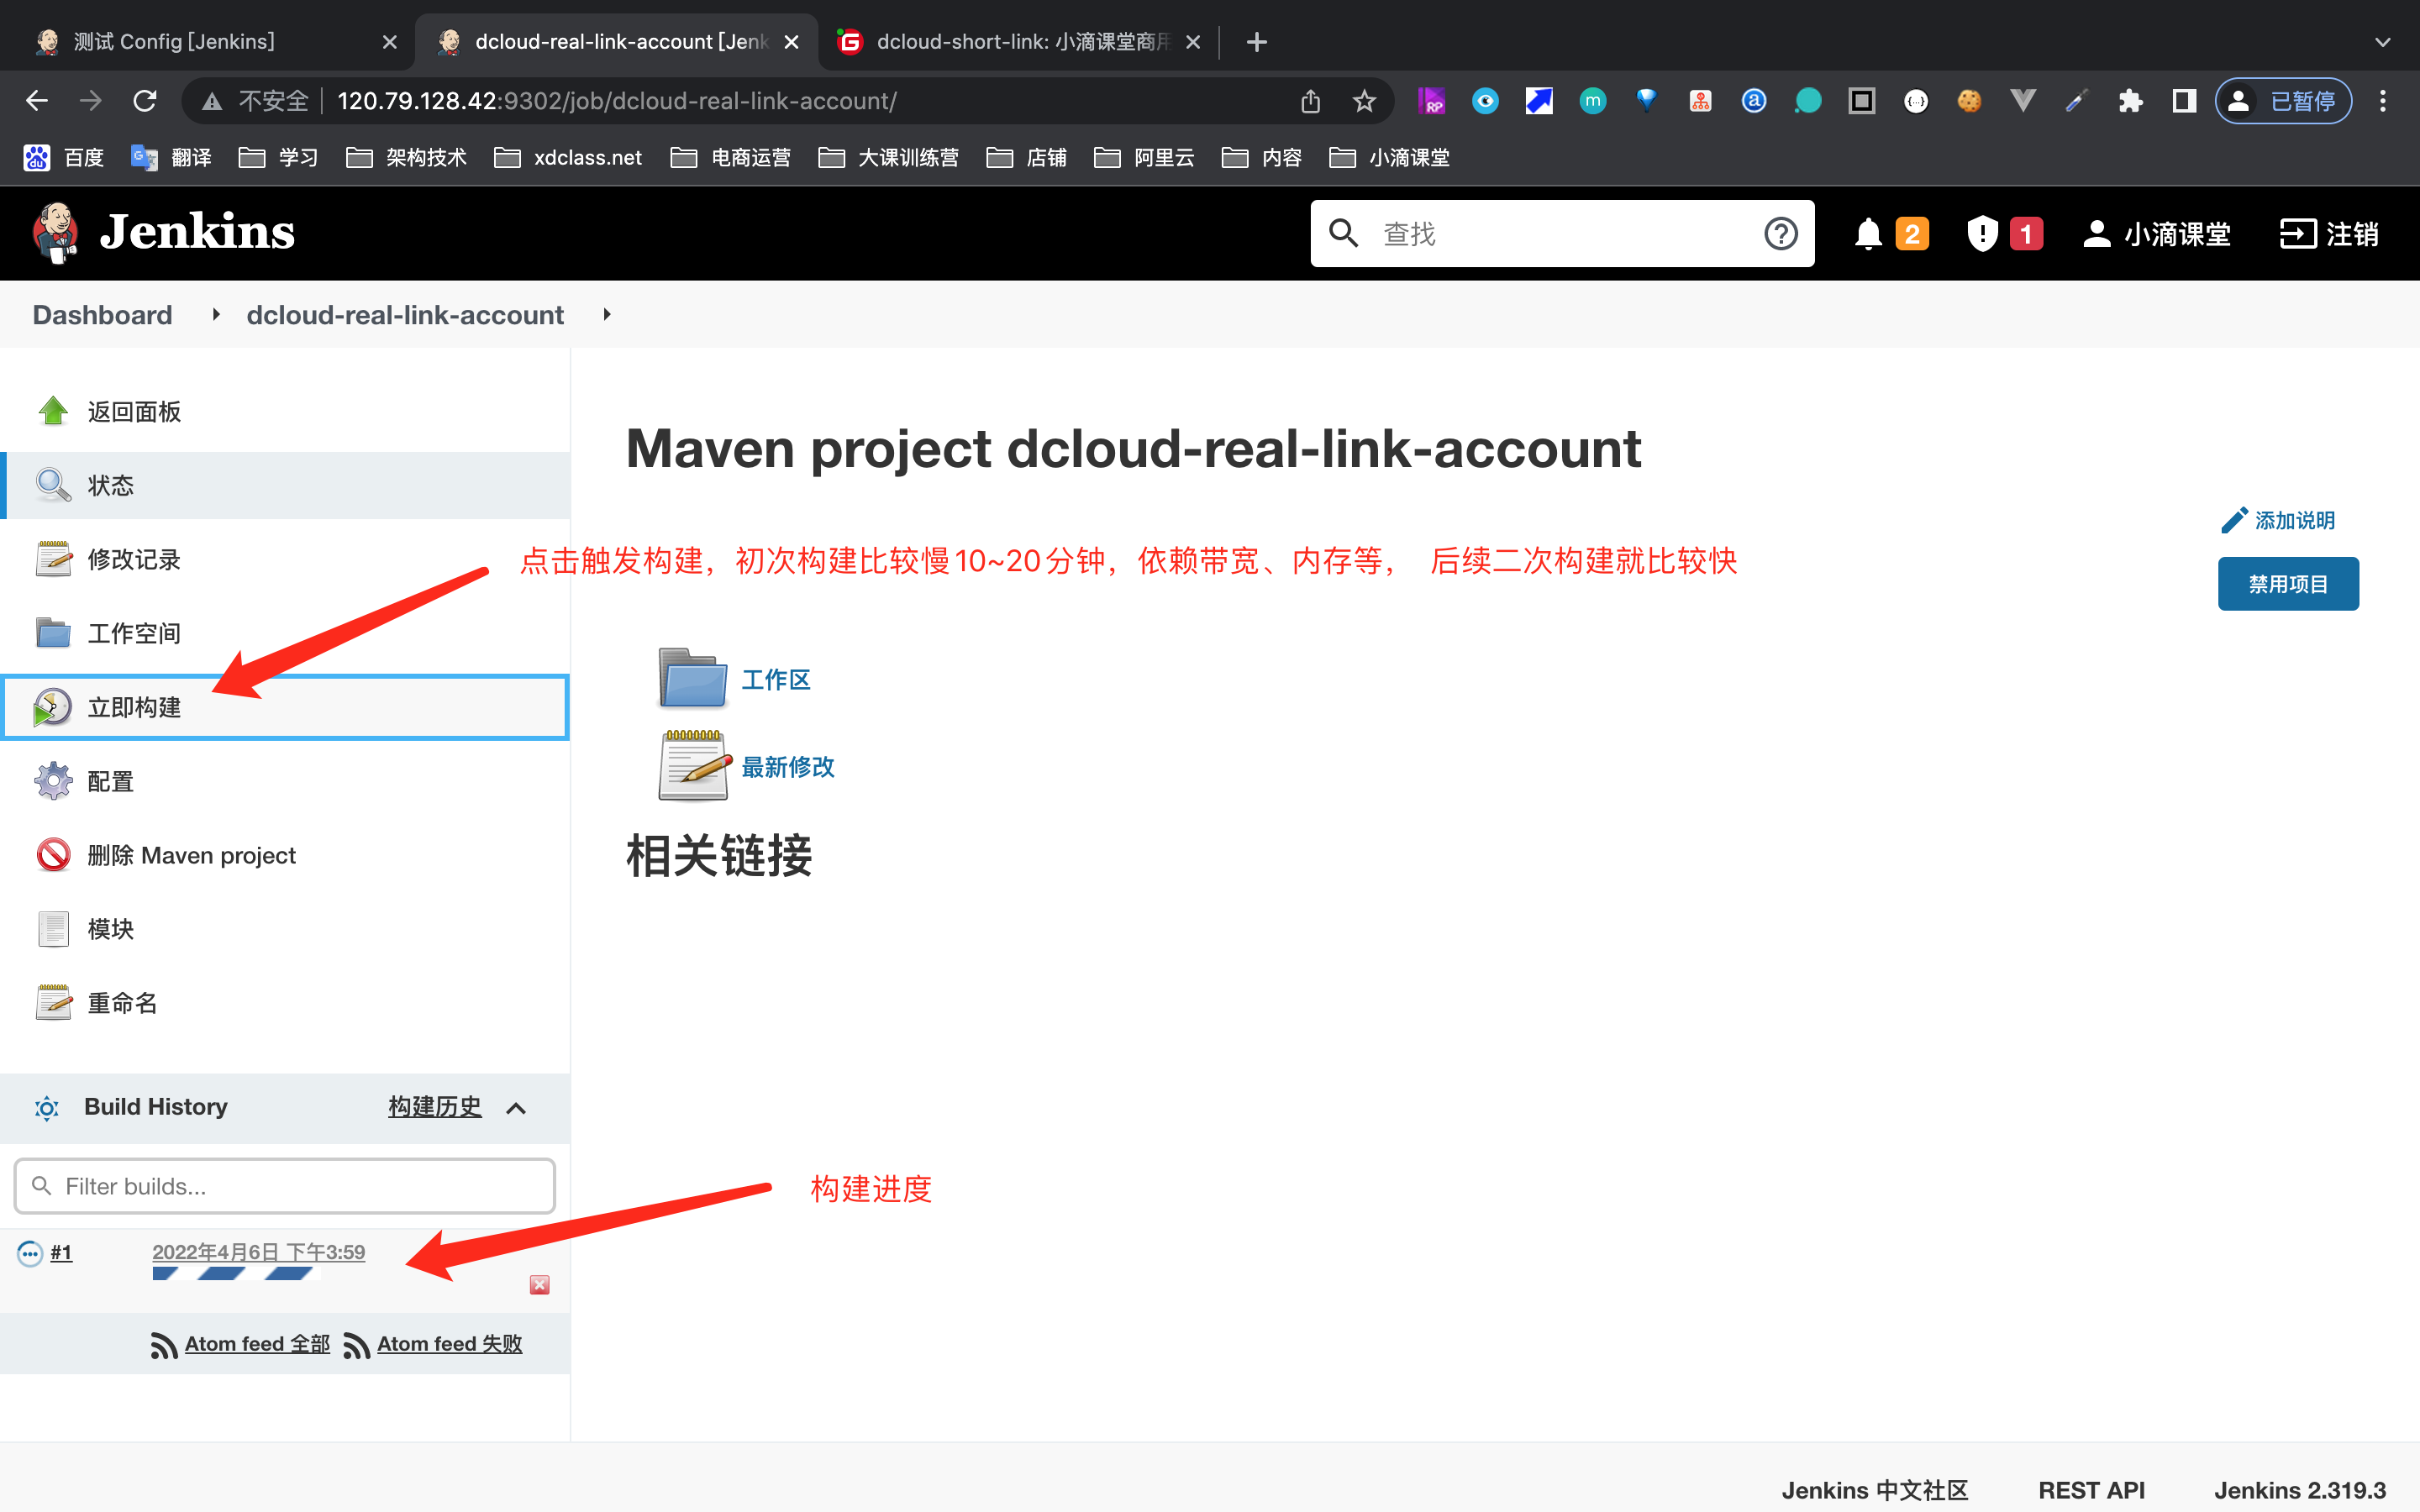 测试 Config [Jenkins]
dcloud-real-link-account [Jenk
dcloud-short-link: 小滴课堂商用
不安全
120.79.128.42:9302/job/dcloud-real-link-account/
已暂停
百度
翻译
学习
架构技术
xdclass.net
电商运营
大课训练营
店铺
阿里云
内容
小滴课堂
Jenkins
查找
2
1
小滴课堂
注销
Dashboard
dcloud-real-link-account
返回面板
状态
修改记录
工作空间
立即构建
配置
删除 Maven project
模块
重命名
Maven project dcloud-real-link-account
添加说明
点击触发构建，初次构建比较慢10~20分钟，依赖带宽、内存等， 后续二次构建就比较快
禁用项目
工作区
最新修改
相关链接
Build History
构建历史
Filter builds...
构建进度
#1
2022年4月6日 下午3:59
Atom feed 全部
Atom feed 失败
Jenkins 中文社区
REST API
Jenkins 2.319.3